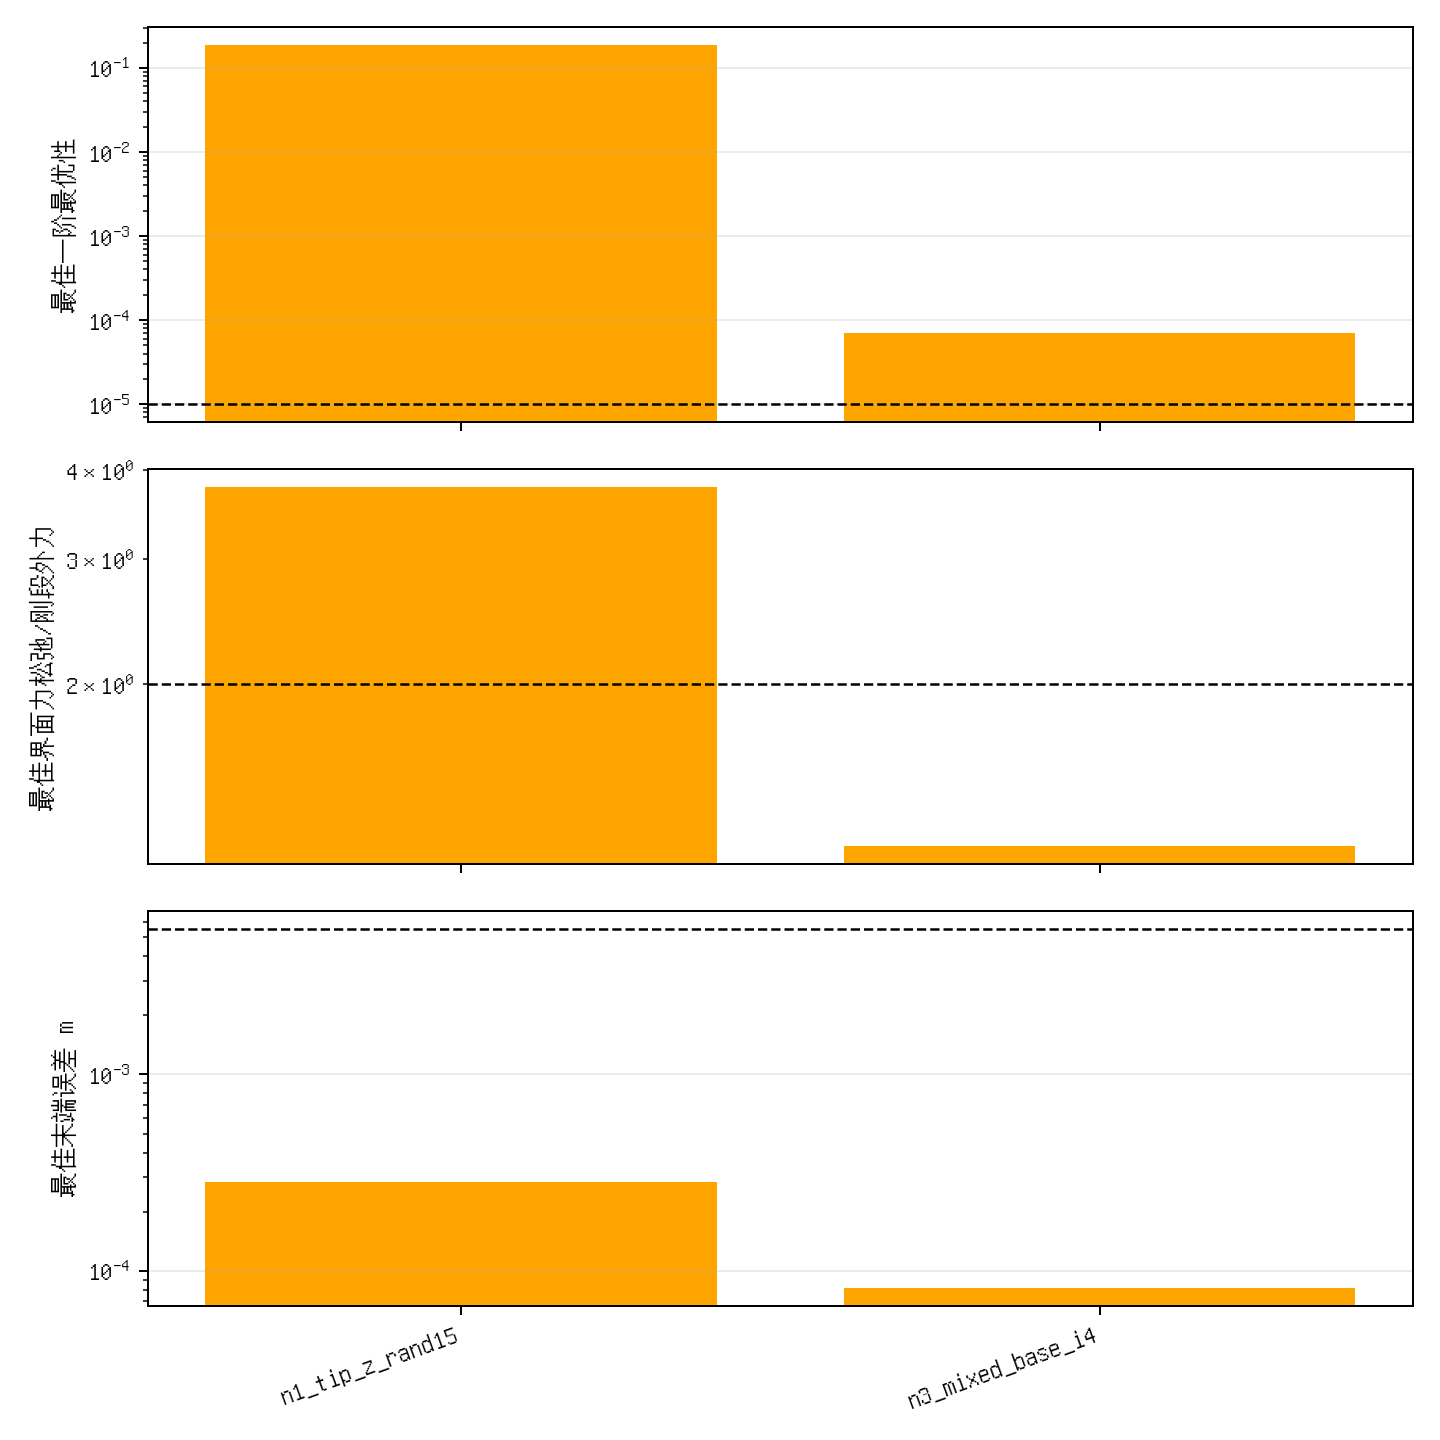 最佳一阶最优性
10⁻¹
10⁻²
10⁻³
10⁻⁴
10⁻⁵
最佳界面力松弛/刚段外力
4 × 10⁰
3 × 10⁰
2 × 10⁰
最佳末端误差 m
10⁻³
10⁻⁴
n1_tip_z_rand15
n3_mixed_base_i4